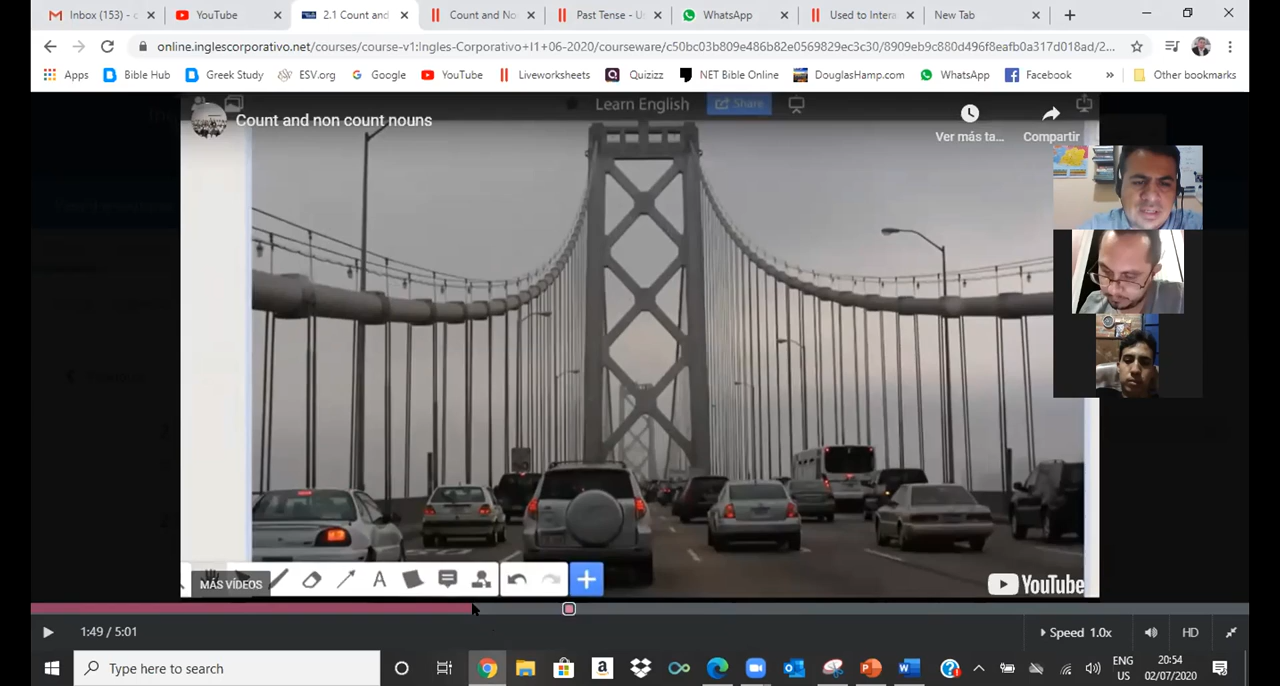 Inbox (153) - c
YouTube
2.1 Count and
Count and No
Past Tense - U
WhatsApp
Used to Intera
New Tab
online.inglescorporativo.net/courses/course-v1:Ingles-Corporativo+I1+06-2020/courseware/c50bc03b809e486b82e0569829ec3c30/8909eb9c880d496f8eafb0a317d018ad/2...
Apps
Bible Hub
Greek Study
ESV.org
Google
YouTube
Liveworksheets
Quizizz
NET Bible Online
DouglasHamp.com
WhatsApp
Facebook
»
Other bookmarks
Learn English
Share
Count and non count nouns
Ver más ta...
Compartir
MÁS VÍDEOS
A
YouTube
1:49 / 5:01
Speed 1.0x
HD
Type here to search
ENG
US
20:54
02/07/2020